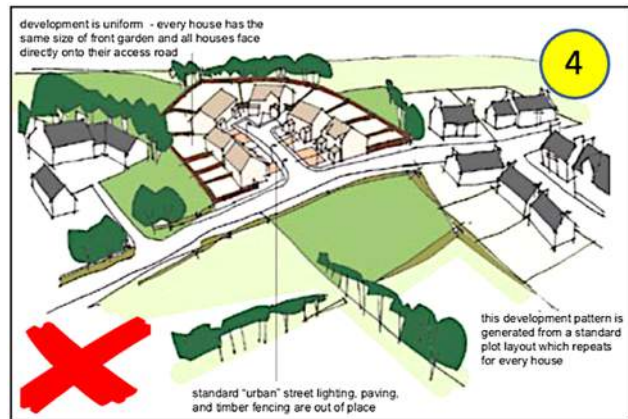 development is uniform - every house has the
same size of front garden and all houses face
directly onto their access road
4
this development pattern is
generated from a standard
plot layout which repeats
for every house
standard "urban" street lighting, paving,
and timber fencing are out of place